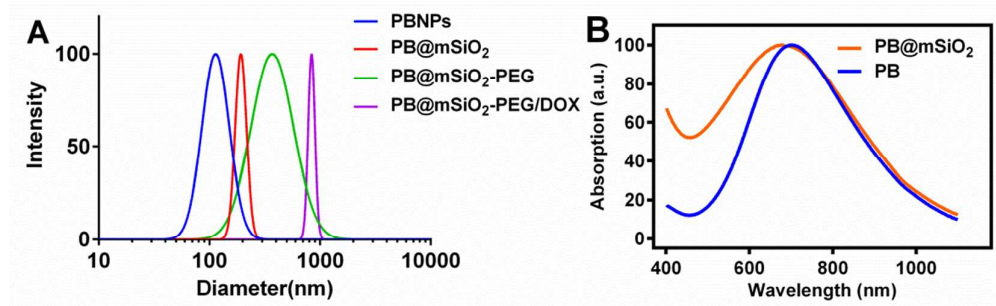 A
PBNPs
PB@mSiO₂
PB@mSiO₂-PEG
PB@mSiO₂-PEG/DOX
Intensity
100
50
0
10
100
1000
10000
Diameter(nm)
B
PB@mSiO₂
PB
Absorption (a.u.)
100
80
60
40
20
0
400
600
800
1000
Wavelength (nm)